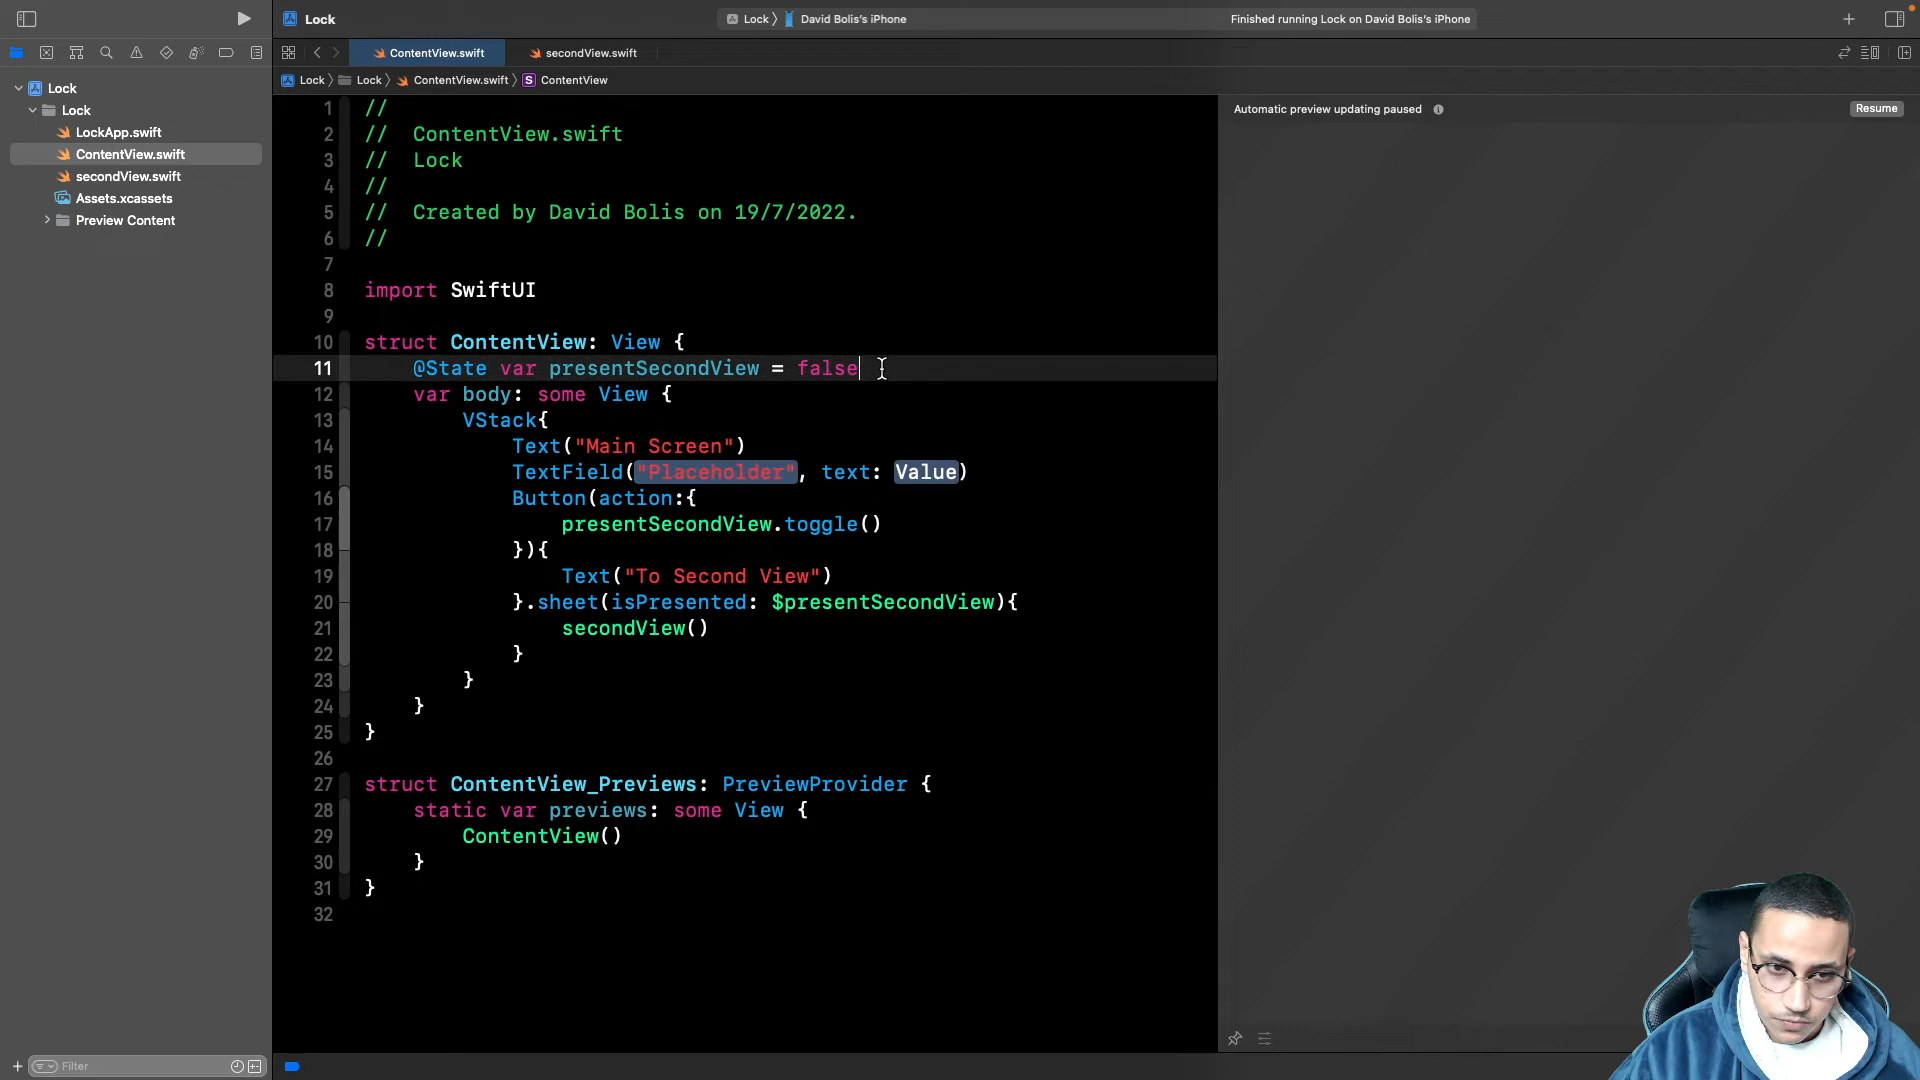 Lock
Lock 〉 David Bolis's iPhone
Finished running Lock on David Bolis's iPhone
ContentView.swift
secondView.swift
Lock 〉 Lock 〉 ContentView.swift 〉 S ContentView
Lock
Lock
LockApp.swift
ContentView.swift
secondView.swift
Assets.xcassets
Preview Content
Filter
1 //
2 //  ContentView.swift
3 //  Lock
4 //
5 //  Created by David Bolis on 19/7/2022.
6 //
7
8 import SwiftUI
9
10 struct ContentView: View {
11     @State var presentSecondView = false
12     var body: some View {
13         VStack{
14             Text("Main Screen")
15             TextField("Placeholder", text: Value)
16             Button(action:{
17                 presentSecondView.toggle()
18             }){
19                 Text("To Second View")
20             }.sheet(isPresented: $presentSecondView){
21                 secondView()
22             }
23         }
24     }
25 }
26
27 struct ContentView_Previews: PreviewProvider {
28     static var previews: some View {
29         ContentView()
30     }
31 }
32
Automatic preview updating paused
Resume